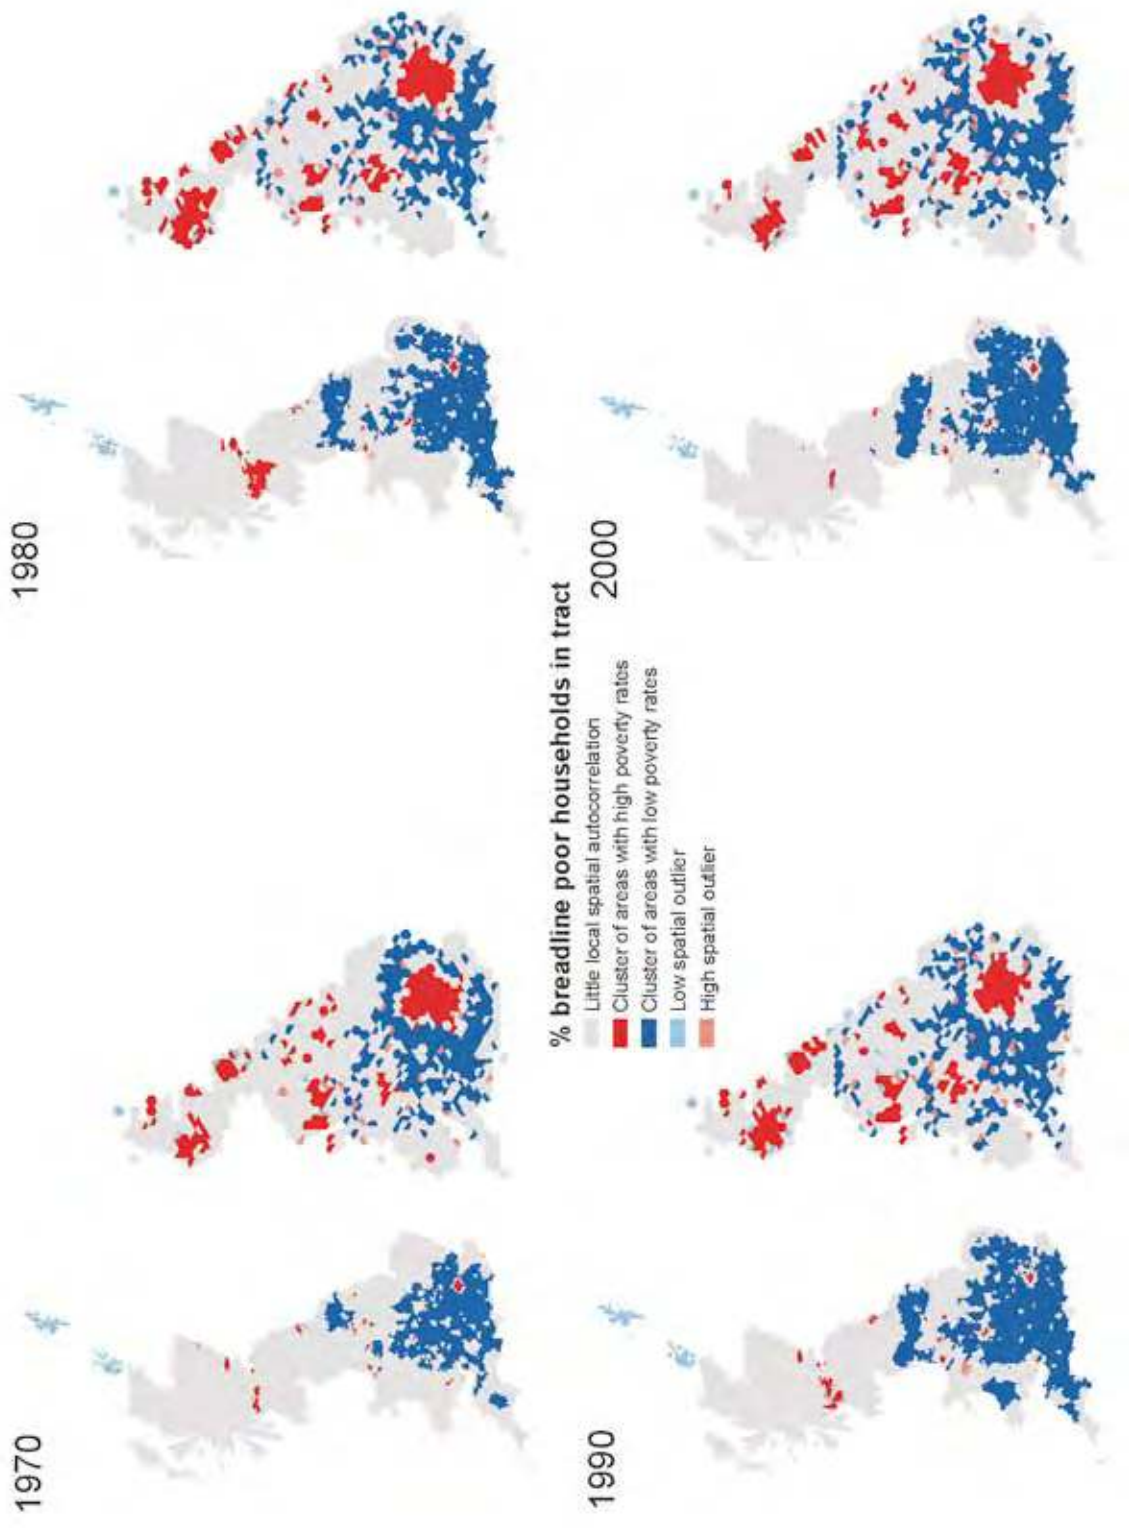 1970
1980
% breadline poor households in tract
Little local spatial autocorrelation
Cluster of areas with high poverty rates
Cluster of areas with low poverty rates
Low spatial outlier
High spatial outlier
1990
2000